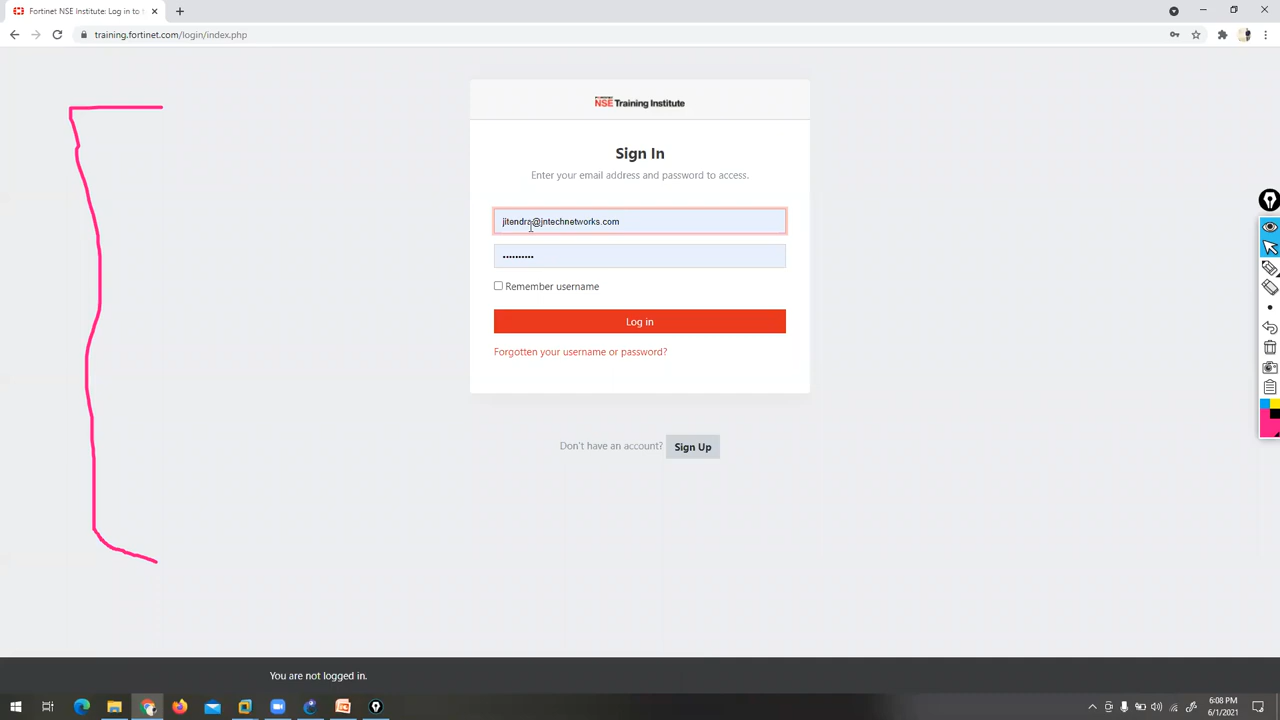 Fortinet NSE Institute: Log in to
training.fortinet.com/login/index.php
NSE Training Institute
Sign In
Enter your email address and password to access.
jitendra@jntechnetworks.com
••••••••••
Remember username
Log in
Forgotten your username or password?
Don't have an account? Sign Up
You are not logged in.
6:08 PM
6/1/2021